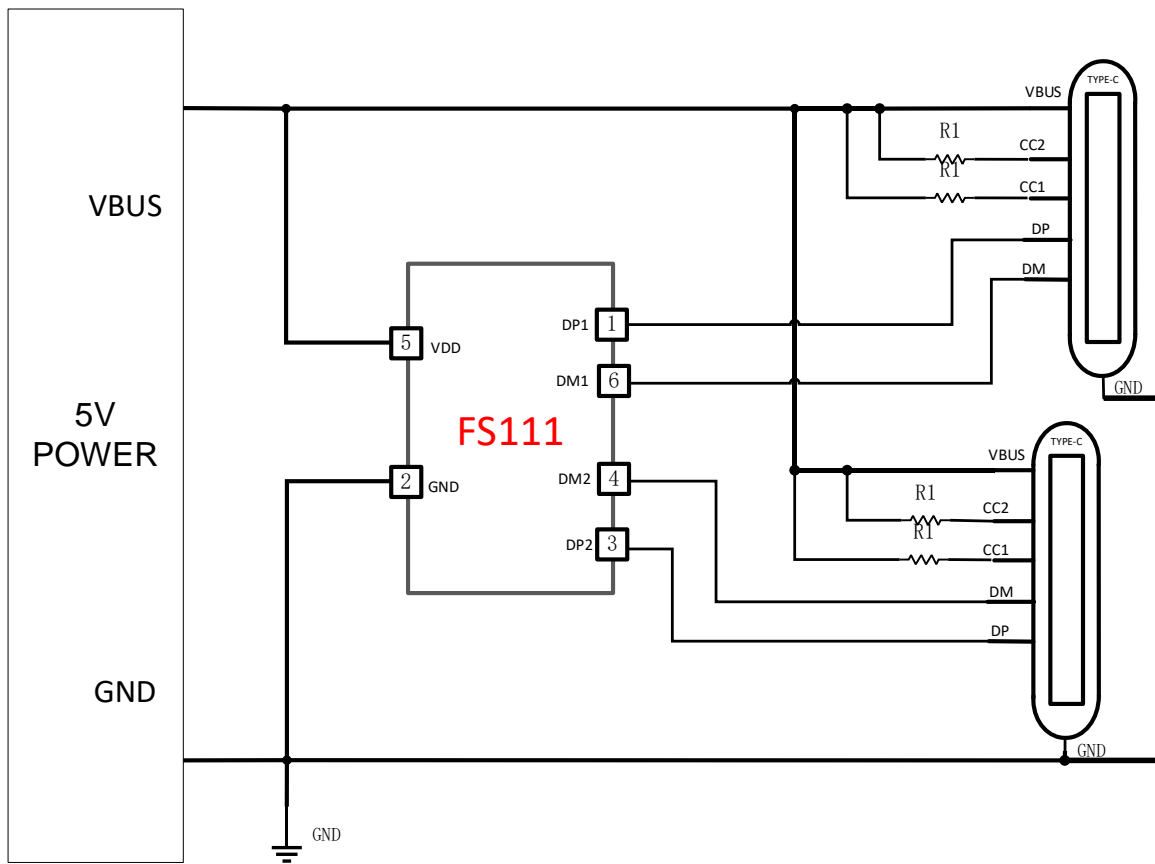 TYPE-C
VBUS
R1
CC2
R1
CC1
VBUS
DP
DM
DP1
1
5
VDD
DM1
6
GND
5V
POWER
FS111
TYPE-C
VBUS
2
GND
DM2
4
R1
CC2
R1
CC1
DP2
3
DM
DP
GND
GND
GND